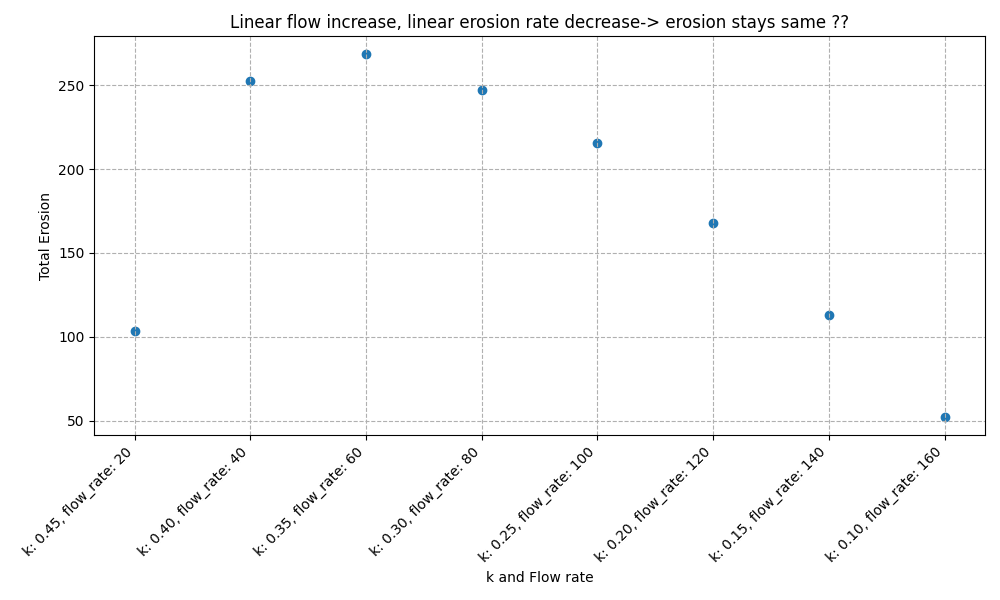 Linear flow increase, linear erosion rate decrease-> erosion stays same ??
Total Erosion
250
200
150
100
50
k: 0.45, flow_rate: 20
k: 0.40, flow_rate: 40
k: 0.35, flow_rate: 60
k: 0.30, flow_rate: 80
k: 0.25, flow_rate: 100
k: 0.20, flow_rate: 120
k: 0.15, flow_rate: 140
k: 0.10, flow_rate: 160
k and Flow rate